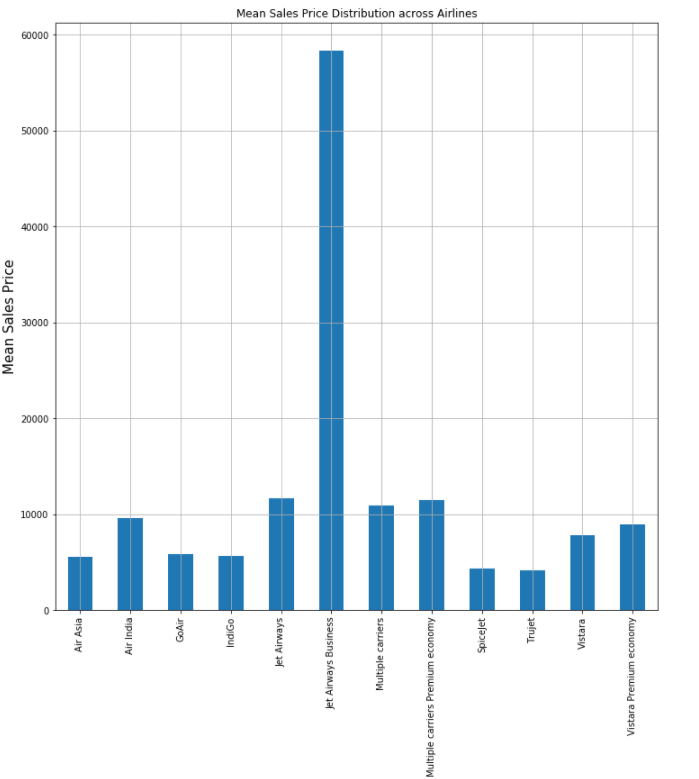 Mean Sales Price Distribution across Airlines
Mean Sales Price
60000
50000
40000
30000
20000
10000
0
Air Asia
Air India
GoAir
IndiGo
Jet Airways
Jet Airways Business
Multiple carriers
Multiple carriers Premium economy
SpiceJet
Trujet
Vistara
Vistara Premium economy